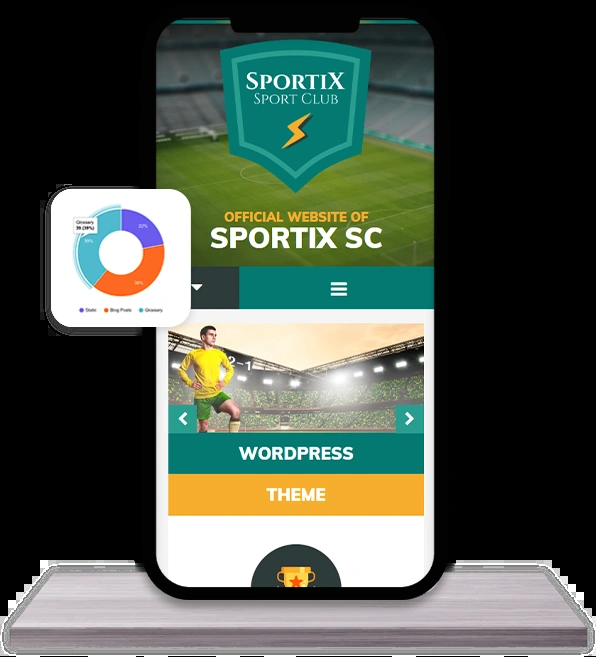 SPORTIX
SPORT CLUB
OFFICIAL WEBSITE OF
SPORTIX SC
Glossary
39 (39%)
22%
39%
39%
Static
Blog Posts
Glossary
2-1
WORDPRESS
THEME